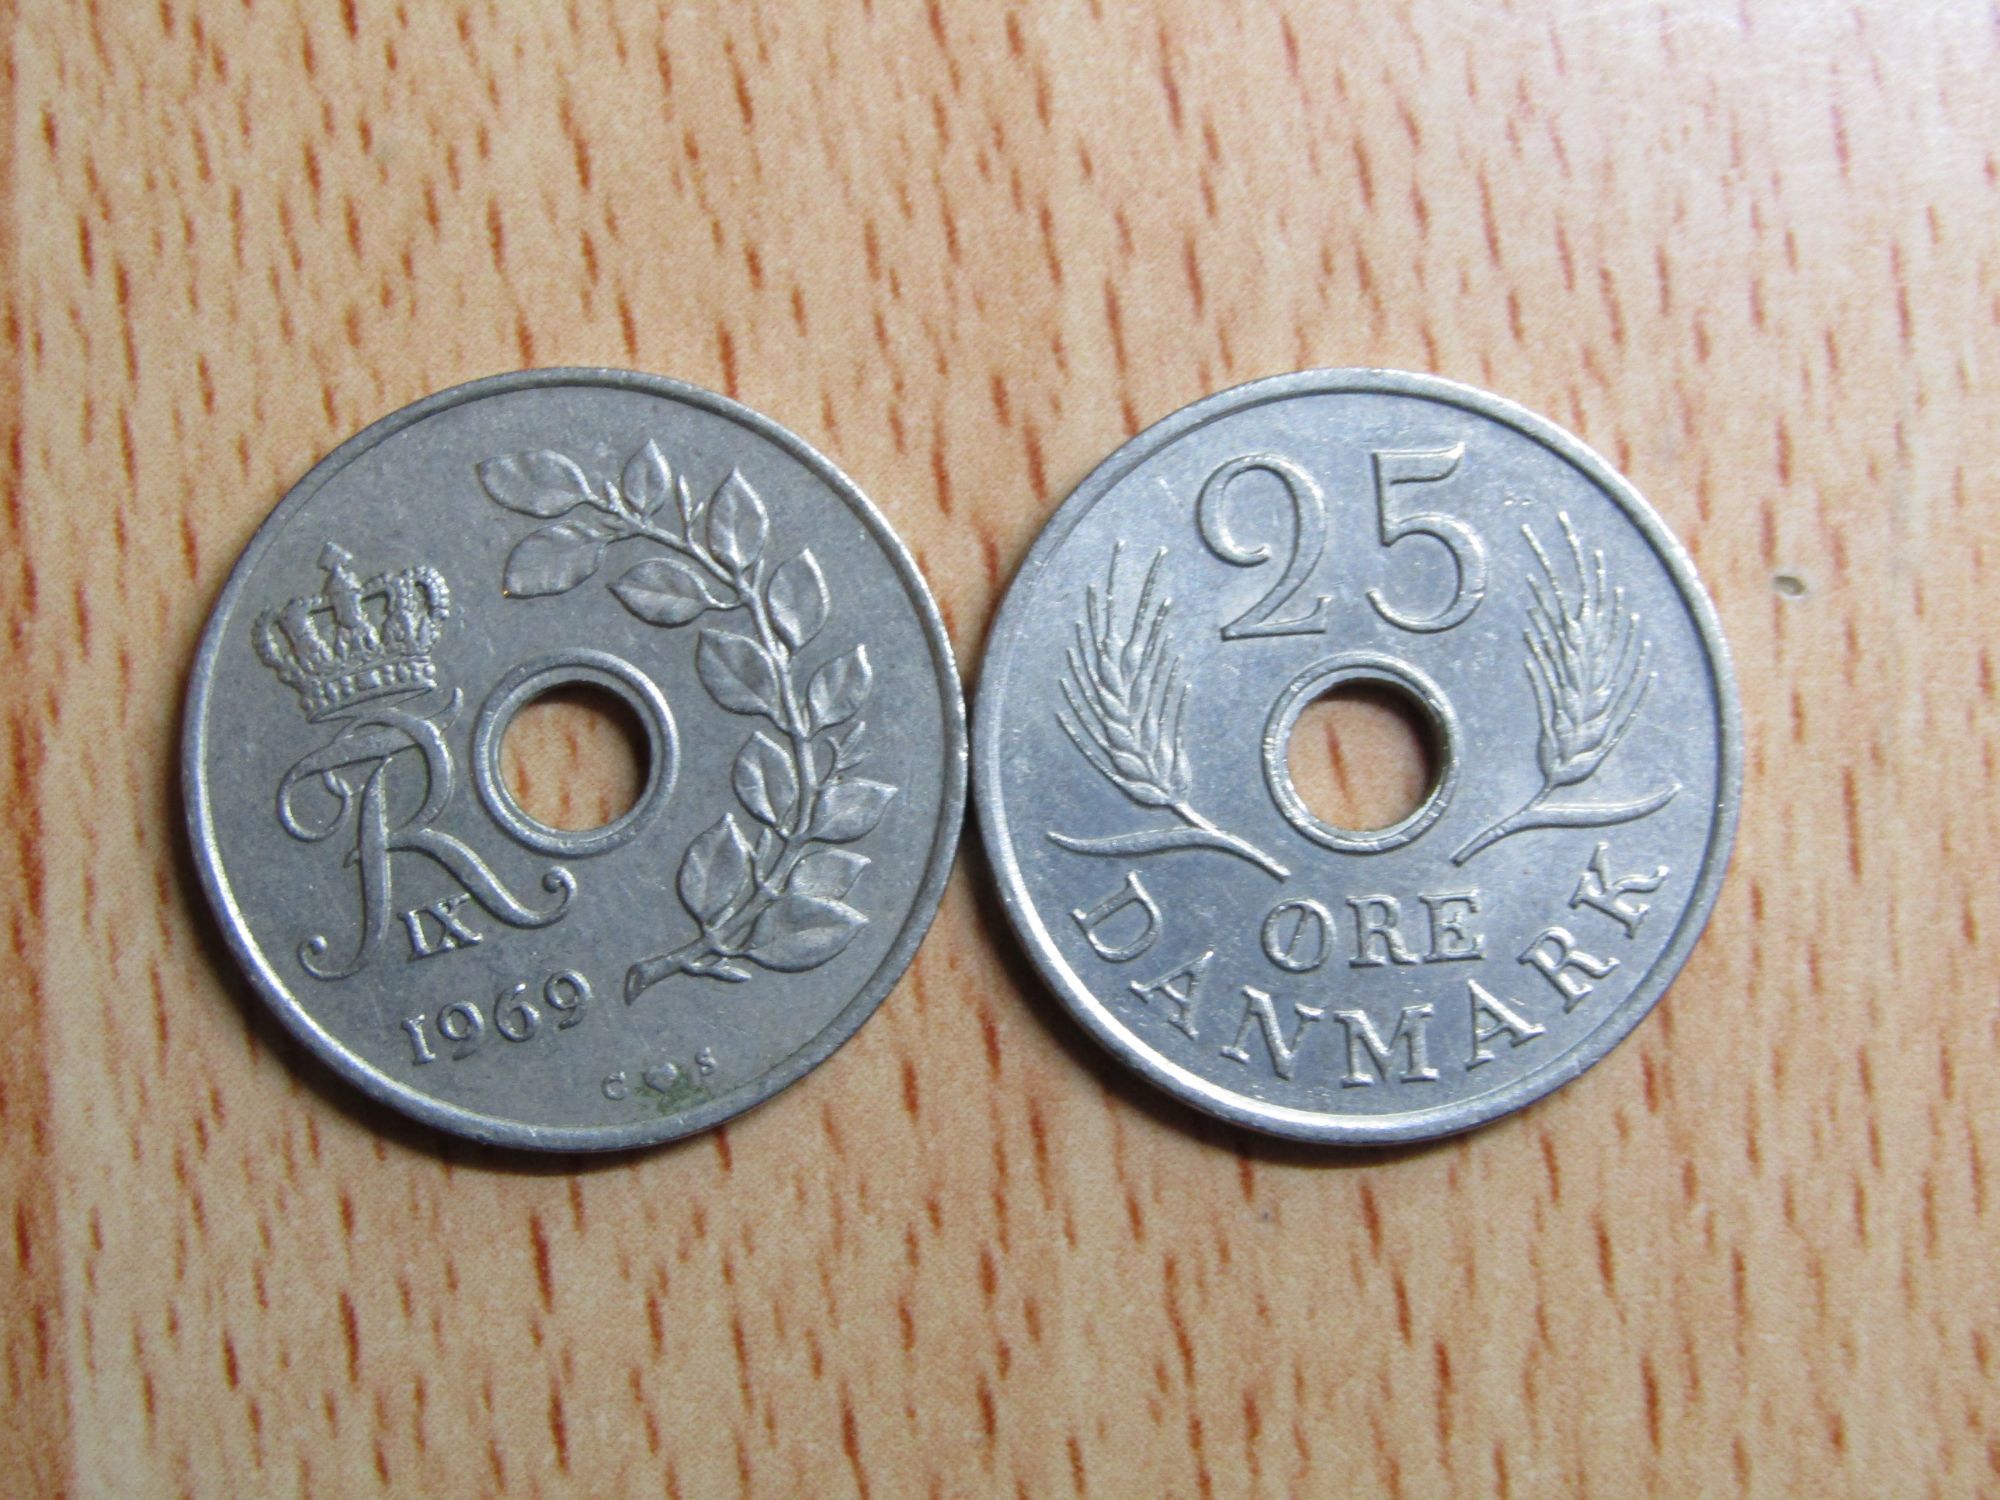 R
IX
1969
C ♥ S
25
ØRE
DANMARK